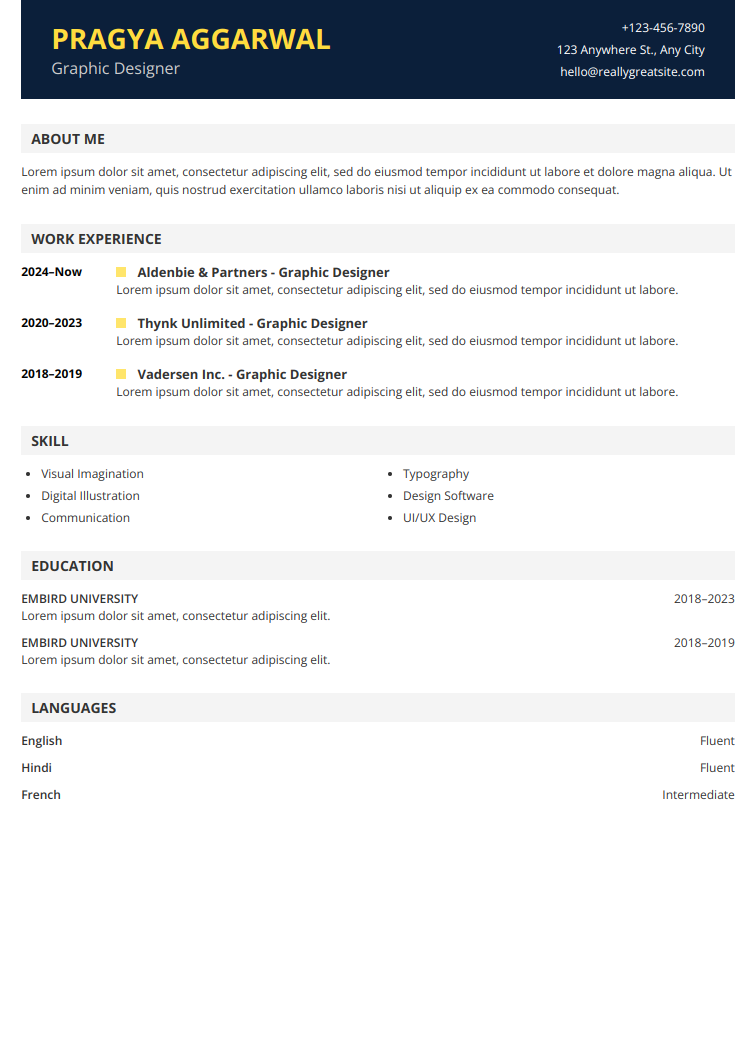 PRAGYA AGGARWAL
Graphic Designer
+123-456-7890
123 Anywhere St., Any City
hello@reallygreatsite.com
ABOUT ME
Lorem ipsum dolor sit amet, consectetur adipiscing elit, sed do eiusmod tempor incididunt ut labore et dolore magna aliqua. Ut
enim ad minim veniam, quis nostrud exercitation ullamco laboris nisi ut aliquip ex ea commodo consequat.
WORK EXPERIENCE
2024–Now Aldenbie & Partners - Graphic Designer
Lorem ipsum dolor sit amet, consectetur adipiscing elit, sed do eiusmod tempor incididunt ut labore.
2020–2023 Thynk Unlimited - Graphic Designer
Lorem ipsum dolor sit amet, consectetur adipiscing elit, sed do eiusmod tempor incididunt ut labore.
2018–2019 Vadersen Inc. - Graphic Designer
Lorem ipsum dolor sit amet, consectetur adipiscing elit, sed do eiusmod tempor incididunt ut labore.
SKILL
• Visual Imagination
• Digital Illustration
• Communication
• Typography
• Design Software
• UI/UX Design
EDUCATION
EMBIRD UNIVERSITY 2018–2023
Lorem ipsum dolor sit amet, consectetur adipiscing elit.
EMBIRD UNIVERSITY 2018–2019
Lorem ipsum dolor sit amet, consectetur adipiscing elit.
LANGUAGES
English Fluent
Hindi Fluent
French Intermediate